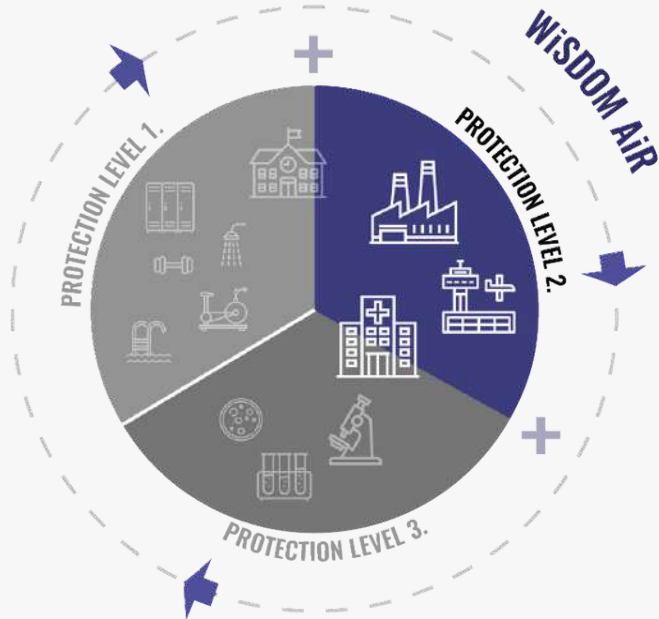 WiSDOM AiR
PROTECTION LEVEL 1.
PROTECTION LEVEL 2.
PROTECTION LEVEL 3.